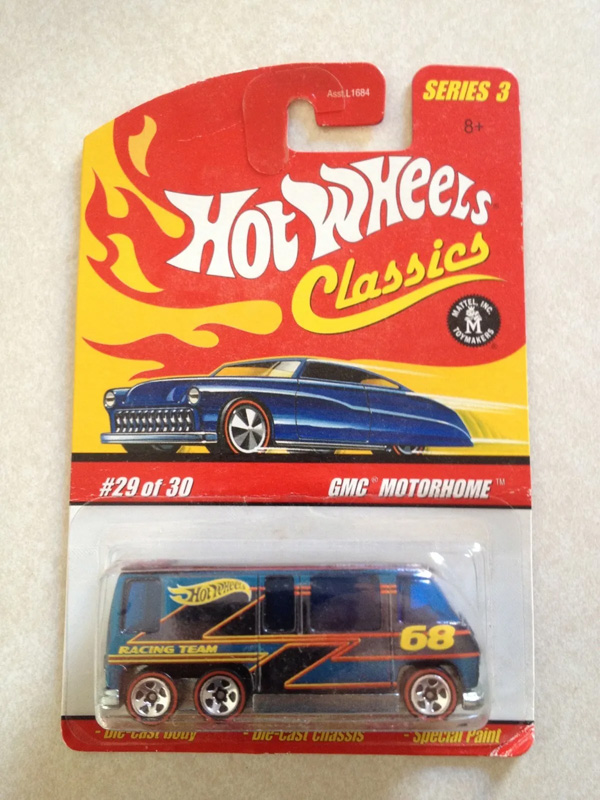 Asst.L1684
SERIES 3
8+
HOT WHEELS®
Classics
MATTEL, INC.
M
TOYMAKERS
®
#29 of 30
GMC® MOTORHOME™
HOT WHEELS
68
RACING TEAM
- Die-Cast Body - Die-Cast Chassis - Special Paint